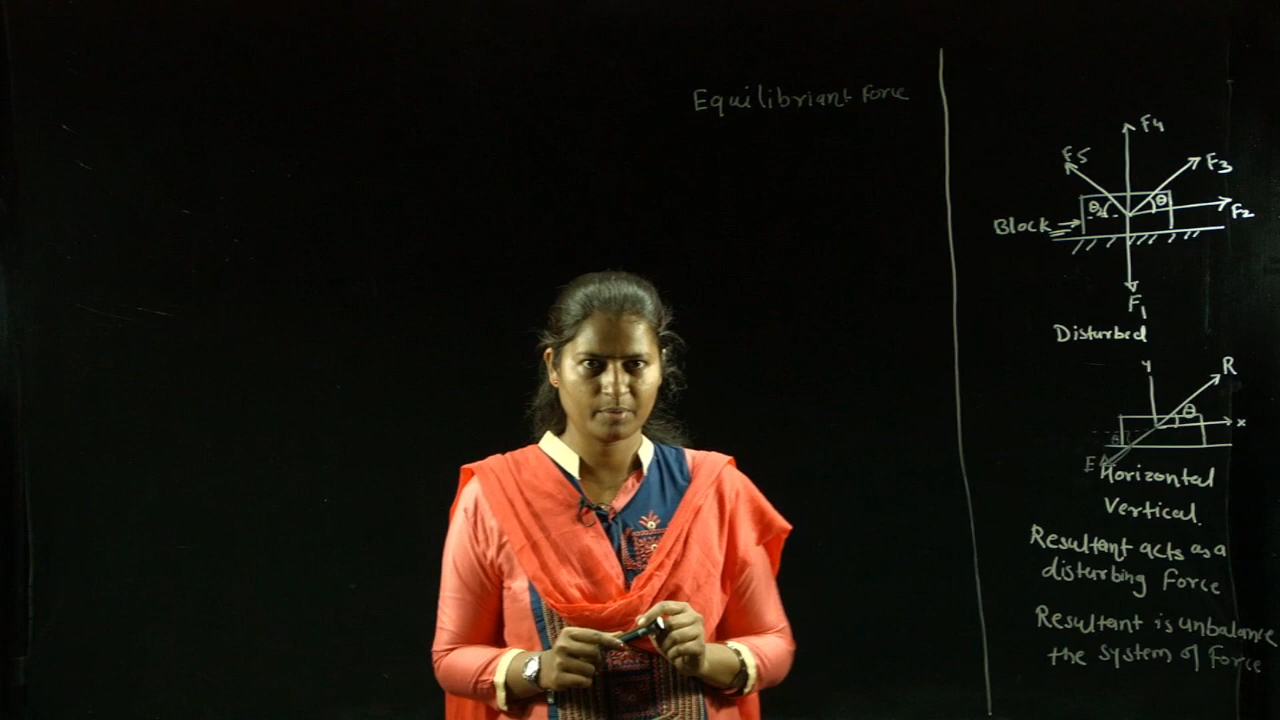 Equilibriant Force
F4
F5
F3
θ2
θ
F2
Block
F1
Disturbed
Y
R
θ
x
θ
E
Horizontal
Vertical.
Resultant acts as a
disturbing Force
Resultant is unbalance
the system of Force